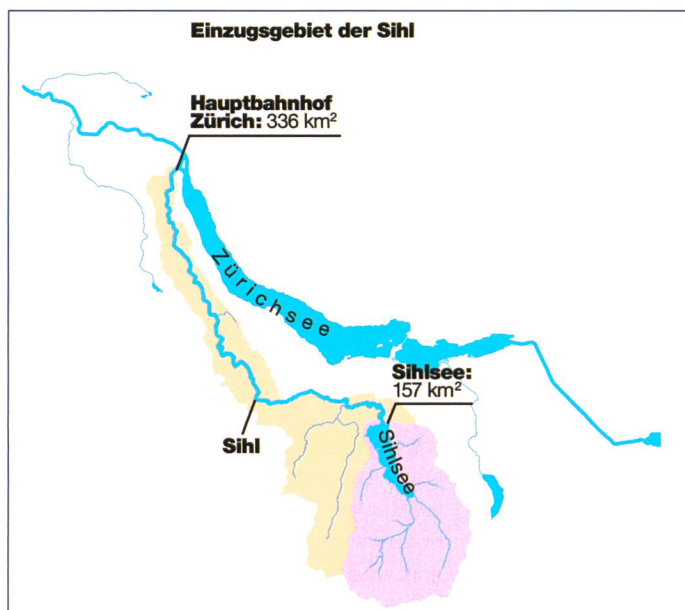 Einzugsgebiet der Sihl
Hauptbahnhof
Zürich: 336 km²
Zürichsee
Sihlsee:
157 km²
Sihl
Sihlsee